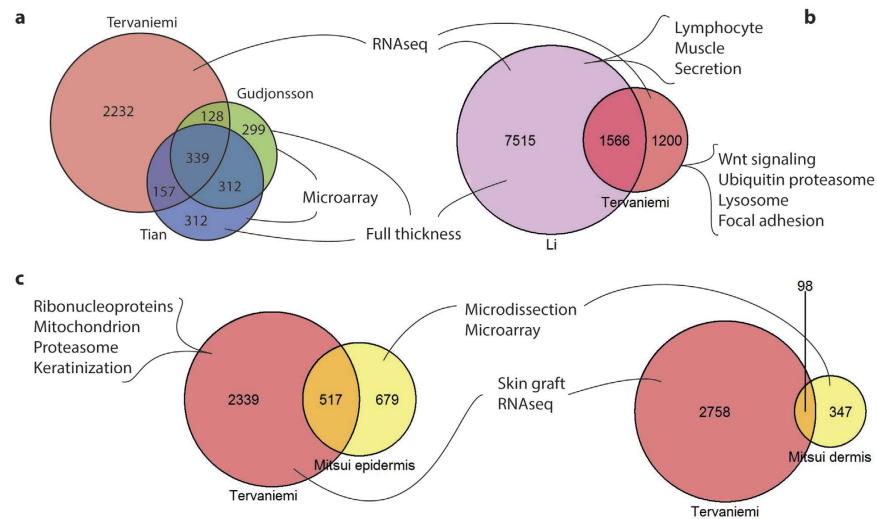 a
Tervaniemi
RNAseq
2232
Gudjonsson
128
299
339
157
312
312
Tian
Microarray
Full thickness
b
Lymphocyte
Muscle
Secretion
7515
1566
1200
Tervaniemi
Li
Wnt signaling
Ubiquitin proteasome
Lysosome
Focal adhesion
c
Ribonucleoproteins
Mitochondrion
Proteasome
Keratinization
2339
517
679
Mitsui epidermis
Tervaniemi
Microdissection
Microarray
Skin graft
RNAseq
98
2758
347
Mitsui dermis
Tervaniemi